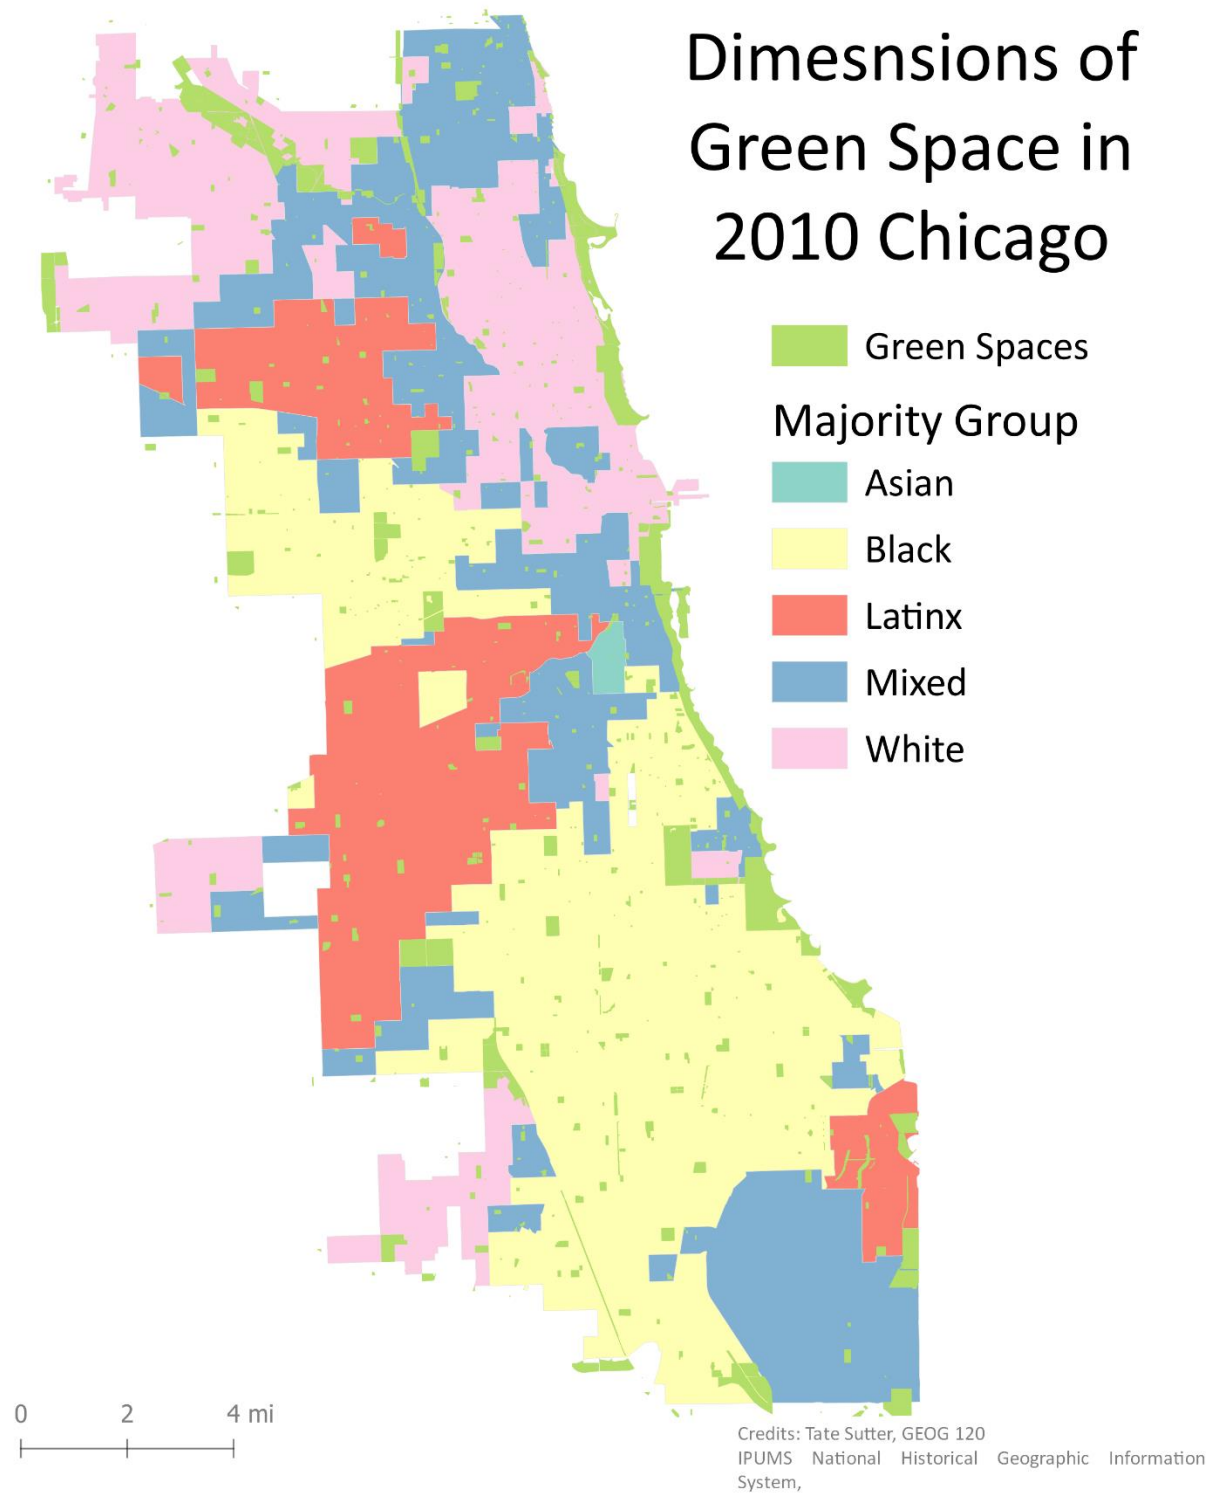 Dimesnsions of
Green Space in
2010 Chicago
Green Spaces
Majority Group
Asian
Black
Latinx
Mixed
White
0 2 4 mi
Credits: Tate Sutter, GEOG 120
IPUMS National Historical Geographic Information
System,